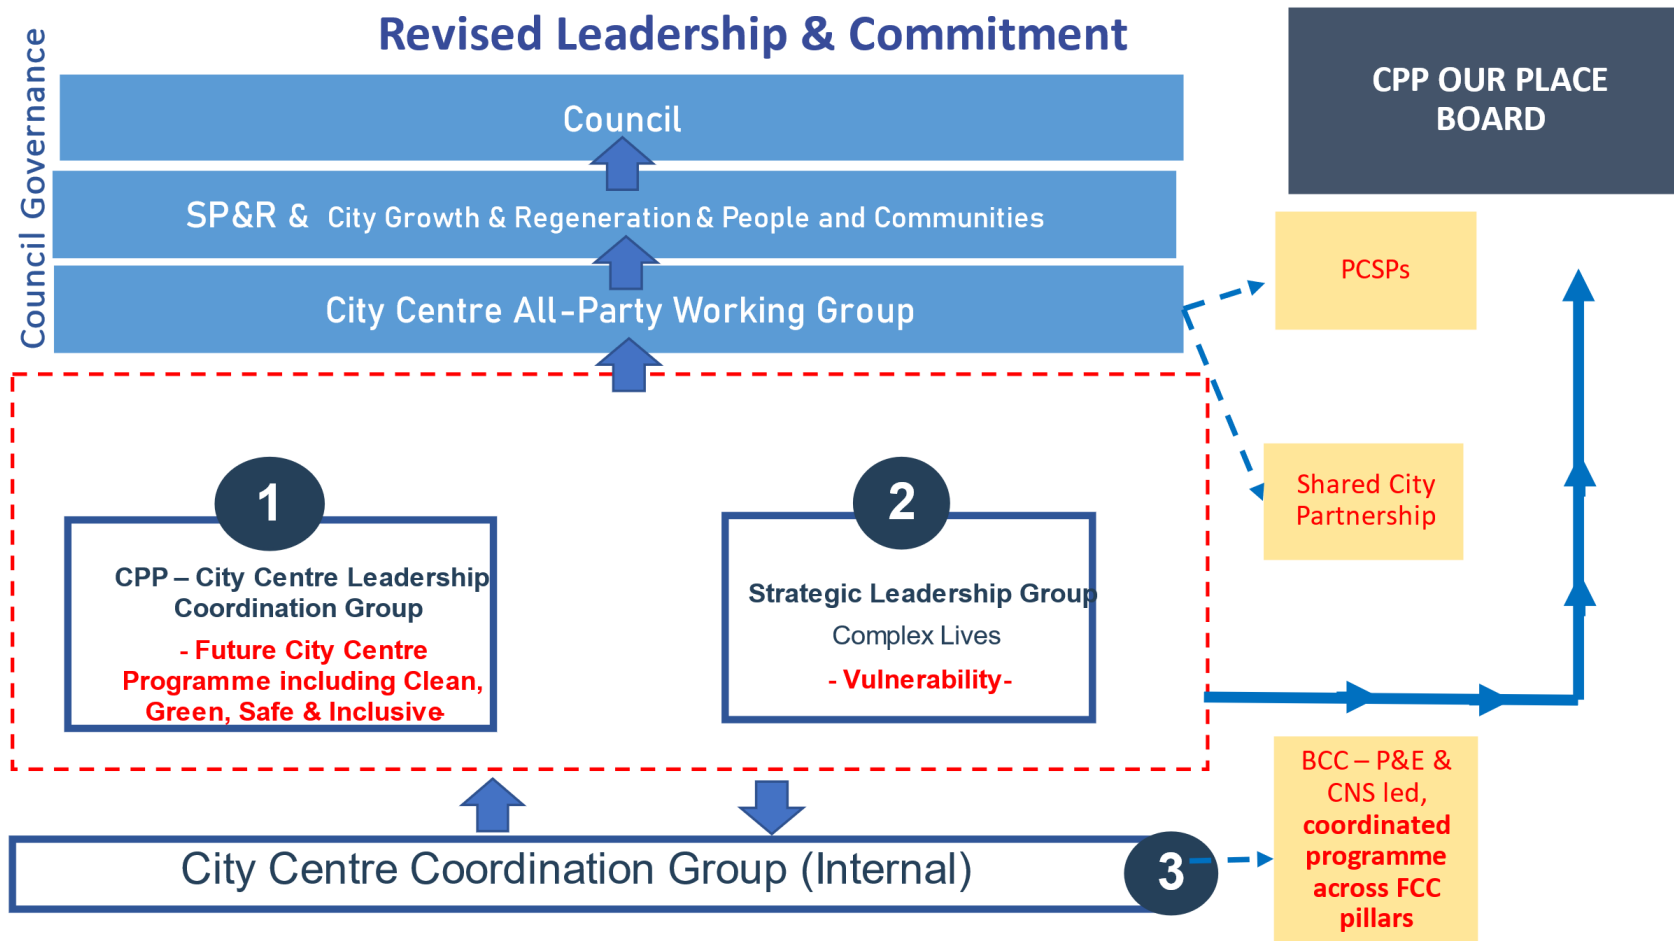 Revised Leadership & Commitment
Council Governance
Council
SP&R & City Growth & Regeneration & People and Communities
City Centre All-Party Working Group
CPP OUR PLACE
BOARD
PCSPs
Shared City
Partnership
1
CPP – City Centre Leadership
Coordination Group
- Future City Centre
Programme including Clean,
Green, Safe & Inclusive-
2
Strategic Leadership Group
Complex Lives
- Vulnerability-
City Centre Coordination Group (Internal)
3
BCC – P&E &
CNS led,
coordinated
programme
across FCC
pillars